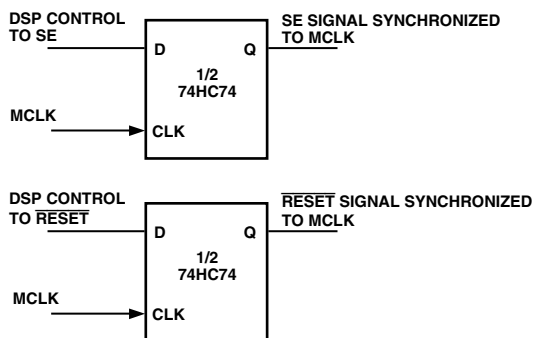 DSP CONTROL
TO SE
SE SIGNAL SYNCHRONIZED
TO MCLK
D
Q
1/2
74HC74
MCLK
CLK
DSP CONTROL
TO RESET
RESET SIGNAL SYNCHRONIZED
TO MCLK
D
Q
1/2
74HC74
MCLK
CLK